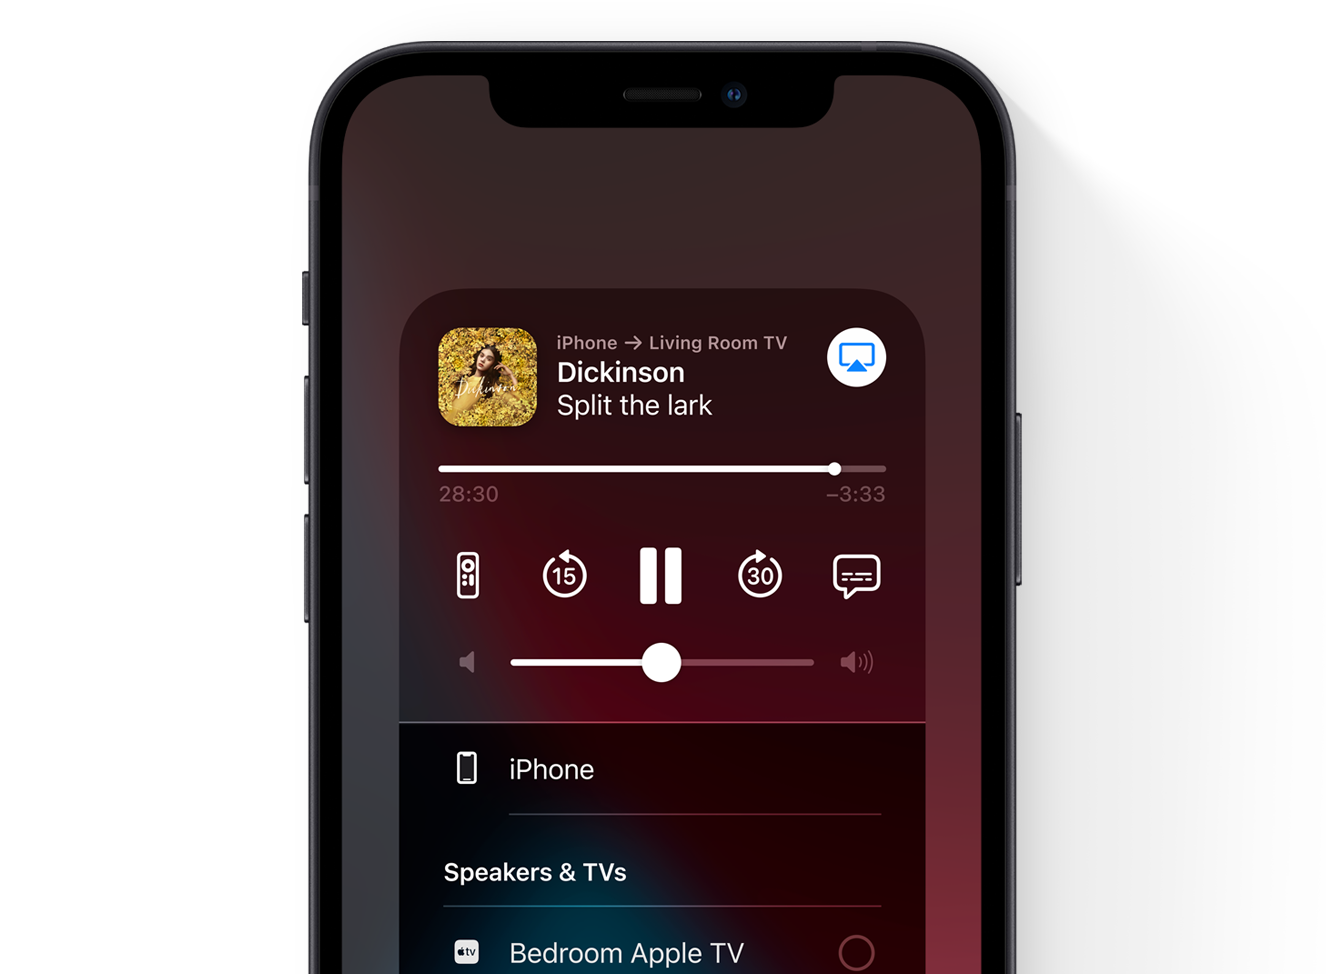 iPhone → Living Room TV
Dickinson
Split the lark
Dickinson
28:30
–3:33
15
30
iPhone
Speakers & TVs
tv
Bedroom Apple TV